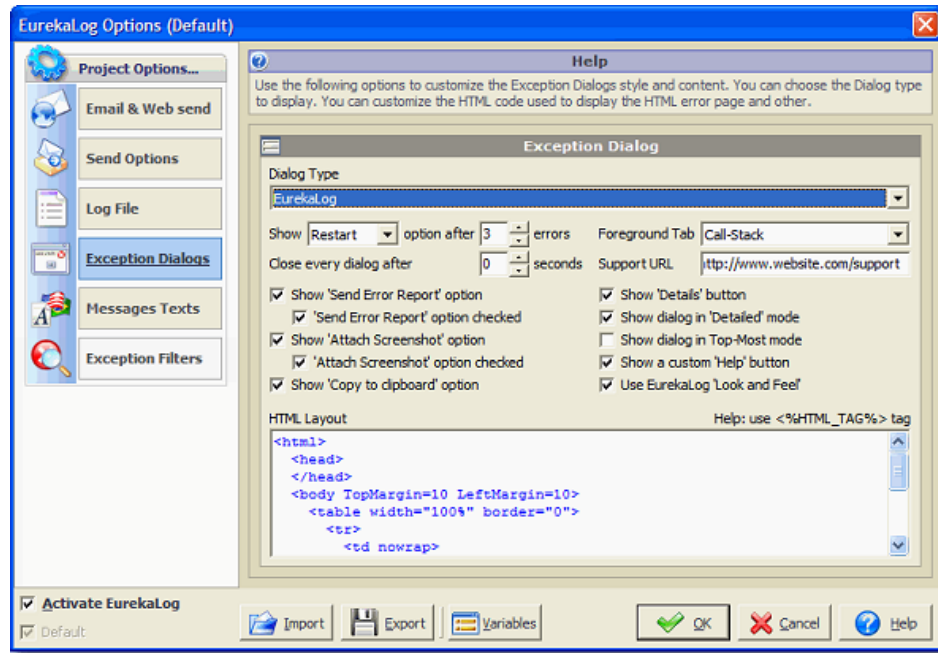 EurekaLog Options (Default)
Project Options...
Email & Web send
Send Options
Log File
Exception Dialogs
Messages Texts
Exception Filters
Help
Use the following options to customize the Exception Dialogs style and content. You can choose the Dialog type
to display. You can customize the HTML code used to display the HTML error page and other.
Exception Dialog
Dialog Type
EurekaLog
Show Restart option after 3 errors Foreground Tab Call-Stack
Close every dialog after 0 seconds Support URL ttp://www.website.com/support
Show 'Send Error Report' option Show 'Details' button
'Send Error Report' option checked Show dialog in 'Detailed' mode
Show 'Attach Screenshot' option Show dialog in Top-Most mode
'Attach Screenshot' option checked Show a custom 'Help' button
Show 'Copy to clipboard' option Use EurekaLog 'Look and Feel'
HTML Layout Help: use <%HTML_TAG%> tag
<html>
<head>
</head>
<body TopMargin=10 LeftMargin=10>
<table width="100%" border="0">
<tr>
<td nowrap>
Activate EurekaLog
Default
Import Export Variables OK Cancel Help